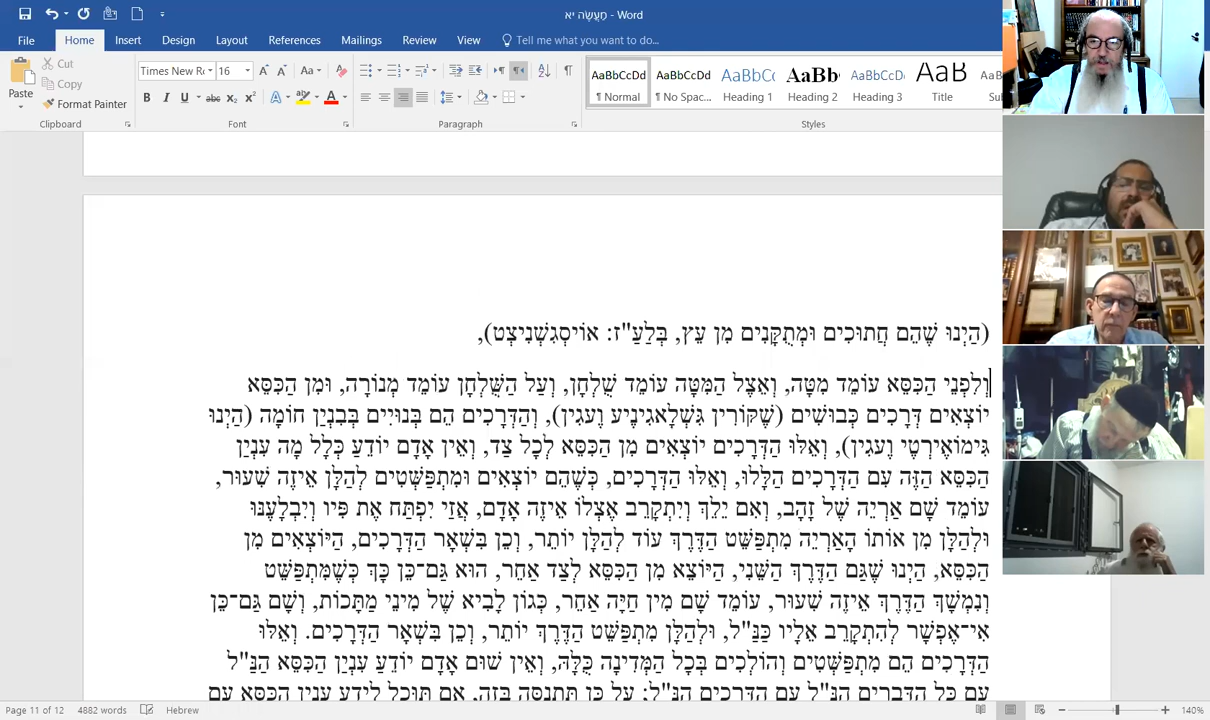 מַעֲשֶׂה יא - Word
File Home Insert Design Layout References Mailings Review View Tell me what you want to do...
Paste
Cut
Copy
Format Painter
Clipboard
Times New Rc 16
Font
Paragraph
AaBbCcDd ¶ Normal
AaBbCcDd ¶ No Spac...
AaBbCc Heading 1
AaBb Heading 2
AaBbCcD Heading 3
AaB Title
Styles
(הַיְנוּ שֶׁהֵם חֲתוּכִים וּמְתֻקָּנִים מִן עֵץ, בְּלַעַ"ז: אוֹיסְגִשְׁנִיצְט),
וְלִפְנֵי הַכִּסֵּא עוֹמֵד מִטָּה, וְאֵצֶל הַמִּטָּה עוֹמֵד שֻׁלְחָן, וְעַל הַשֻּׁלְחָן עוֹמֵד מְנוֹרָה, וּמִן הַכִּסֵּא
יוֹצְאִים דְּרָכִים כְּבוּשִׁים (שֶׁקּוֹרִין גִּשְׁלָאגִינֶיע וֶועגִין), וְהַדְּרָכִים הֵם בְּנוּיִים בְּבִנְיַן חוֹמָה (הַיְנוּ
גִּימוֹאֶירְטֶי וֶועגִין), וְאֵלּוּ הַדְּרָכִים יוֹצְאִים מִן הַכִּסֵּא לְכָל צַד, וְאֵין אָדָם יוֹדֵעַ כְּלָל מָה עִנְיַן
הַכִּסֵּא הַזֶּה עִם הַדְּרָכִים הַלָּלוּ, וְאֵלּוּ הַדְּרָכִים, כְּשֶׁהֵם יוֹצְאִים וּמִתְפַּשְּׁטִים לְהַלָּן אֵיזֶה שִׁעוּר,
עוֹמֵד שָׁם אַרְיֵה שֶׁל זָהָב, וְאִם יֵלֵךְ וְיִתְקָרֵב אֶצְלוֹ אֵיזֶה אָדָם, אֲזַי יִפְתַּח אֶת פִּיו וְיִבְלָעֶנּוּ
וּלְהַלָּן מִן אוֹתוֹ הָאַרְיֵה מִתְפַּשֵּׁט הַדֶּרֶךְ עוֹד לְהַלָּן יוֹתֵר, וְכֵן בִּשְׁאָר הַדְּרָכִים, הַיּוֹצְאִים מִן
הַכִּסֵּא, הַיְנוּ שֶׁגַּם הַדֶּרֶךְ הַשֵּׁנִי, הַיּוֹצֵא מִן הַכִּסֵּא לְצַד אַחֵר, הוּא גַּם־כֵּן כָּךְ כְּשֶׁמִּתְפַּשֵּׁט
וְנִמְשָׁךְ הַדֶּרֶךְ אֵיזֶה שִׁעוּר, עוֹמֵד שָׁם מִין חַיָּה אַחֵר, כְּגוֹן לָבִיא שֶׁל מִינֵי מַתָּכוֹת, וְשָׁם גַּם־כֵּן
אִי־אֶפְשָׁר לְהִתְקָרֵב אֵלָיו כַּנַּ"ל, וּלְהַלָּן מִתְפַּשֵּׁט הַדֶּרֶךְ יוֹתֵר, וְכֵן בִּשְׁאָר הַדְּרָכִים. וְאֵלּוּ
הַדְּרָכִים הֵם מִתְפַּשְּׁטִים וְהוֹלְכִים בְּכָל הַמְּדִינָה כֻּלָּהּ, וְאֵין שׁוּם אָדָם יוֹדֵעַ עִנְיַן הַכִּסֵּא הַנַּ"ל
עִם כָּל הַדְּבָרִים הַנַּ"ל עִם הַדְּרָכִים הַנַּ"ל; עַל כֵּן תִּתְנַסֶּה בָּזֶה, אִם תּוּכַל לֵידַע עִנְיַן הַכִּסֵּא עִם
Page 11 of 12 4882 words Hebrew 140%